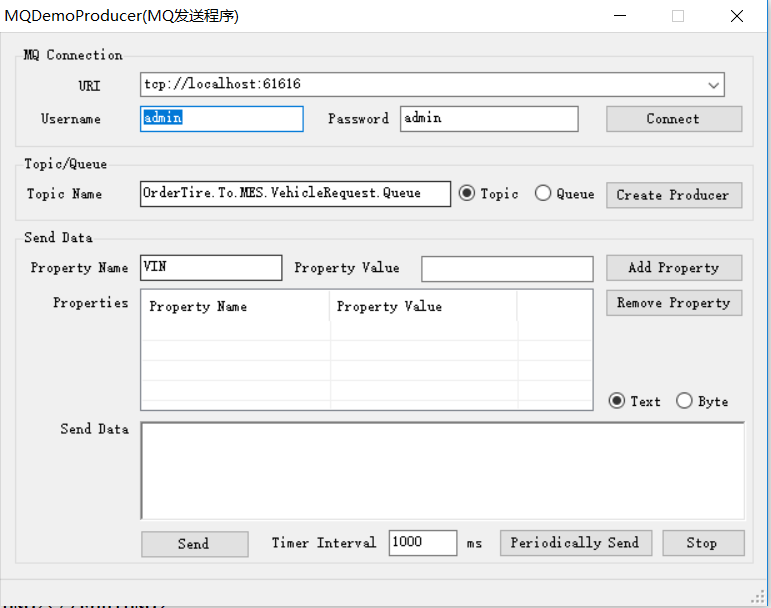 MQDemoProducer(MQ发送程序)
MQ Connection
URI tcp://localhost:61616
Username admin Password admin Connect
Topic/Queue
Topic Name OrderTire.To.MES.VehicleRequest.Queue Topic Queue Create Producer
Send Data
Property Name VIN Property Value Add Property
Properties Property Name Property Value Remove Property
Text Byte
Send Data
Send Timer Interval 1000 ms Periodically Send Stop